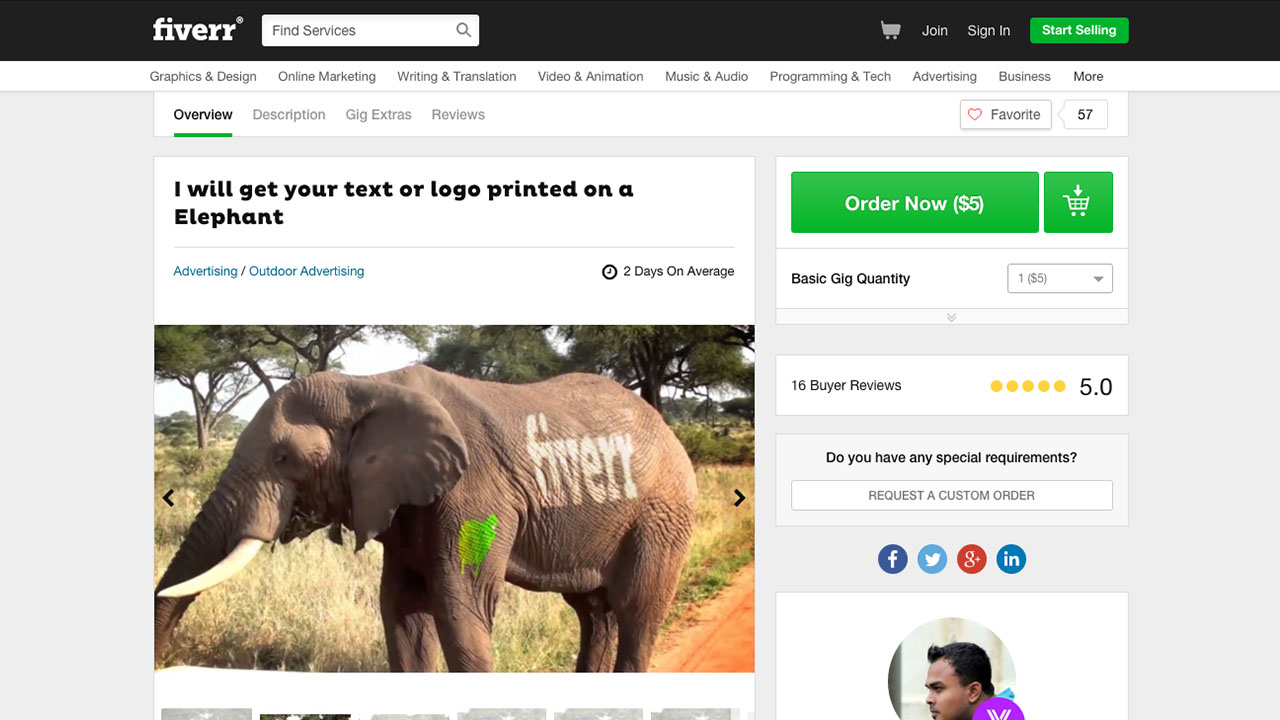 fiverr®
Find Services
Join
Sign In
Start Selling
Graphics & Design
Online Marketing
Writing & Translation
Video & Animation
Music & Audio
Programming & Tech
Advertising
Business
More
Overview
Description
Gig Extras
Reviews
Favorite
57
I will get your text or logo printed on a
Elephant
Advertising / Outdoor Advertising
2 Days On Average
fiverr
Order Now ($5)
Basic Gig Quantity
1 ($5)
16 Buyer Reviews
5.0
Do you have any special requirements?
REQUEST A CUSTOM ORDER
f
g+
in